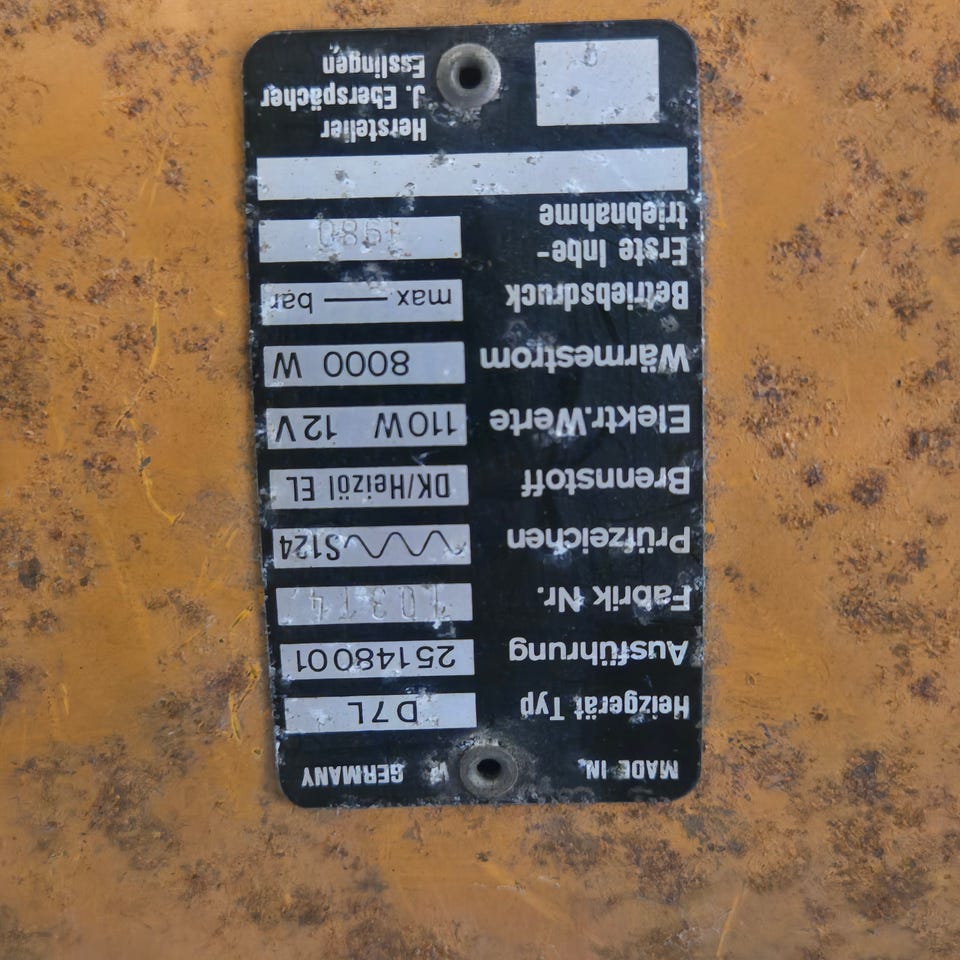 MADE IN W. GERMANY
Heizgerät Typ D7L
Ausführung 25148001
Fabrik Nr.
Prüfzeichen S124
Brennstoff DK/Heizöl EL
Elektr.Werte 110W 12V
Wärmestrom 8000 W
Betriebsdruck max — bar
Erste Inbe-
triebnahme 1980
Hersteller
J. Eberspächer
Esslingen